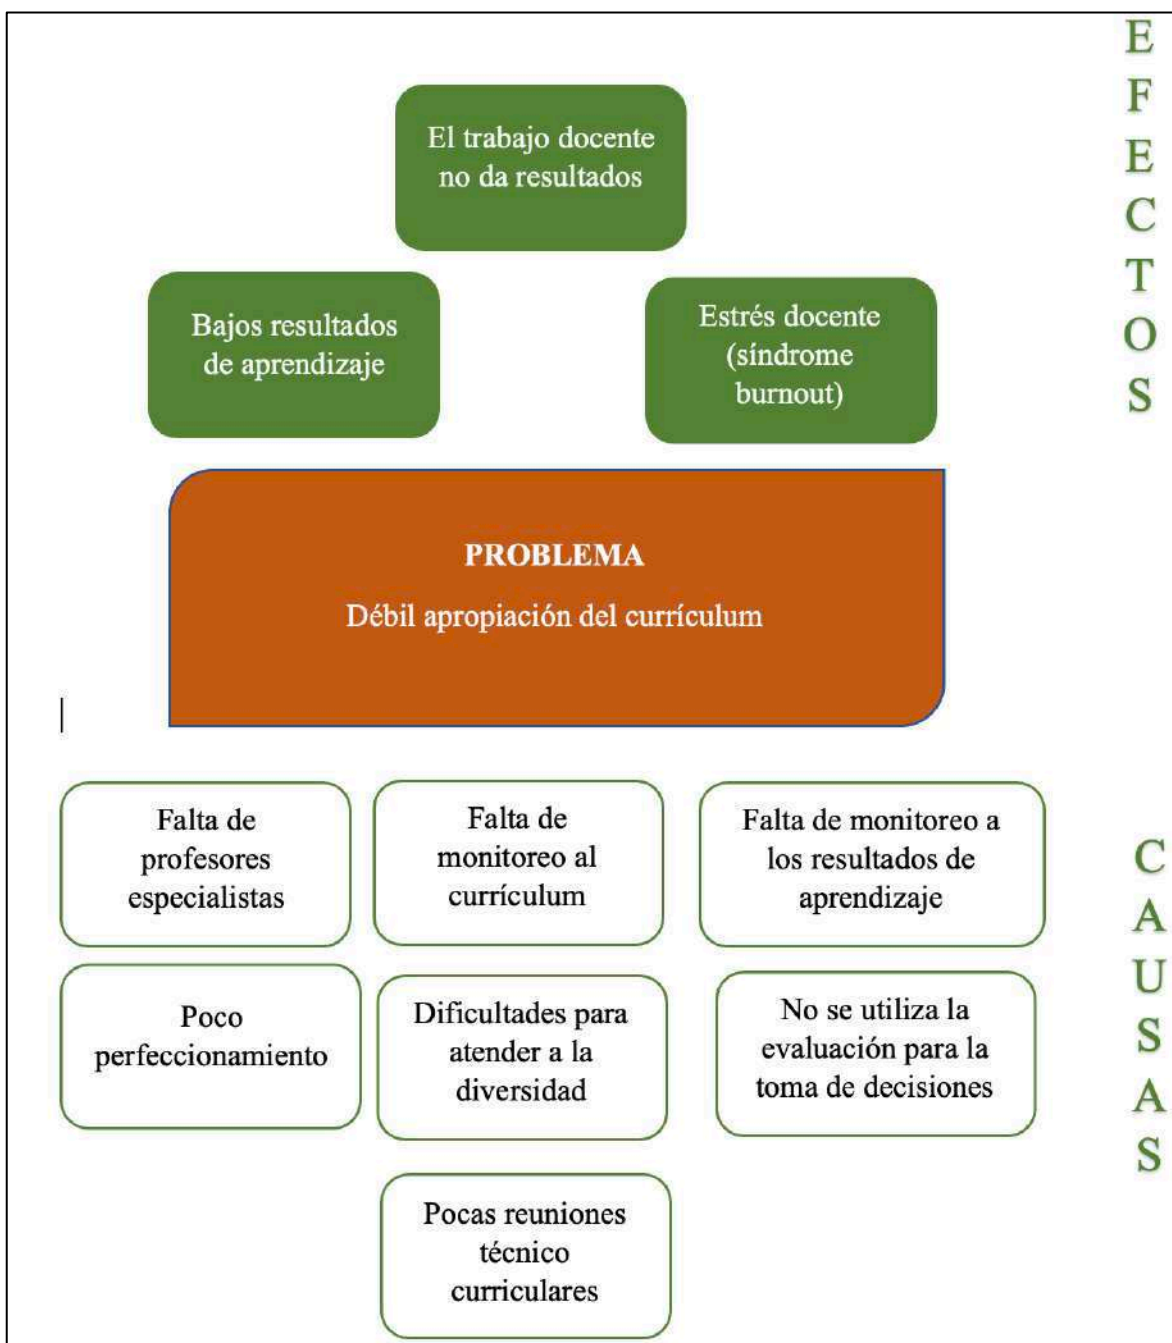 EFECTOS
El trabajo docente
no da resultados
Bajos resultados
de aprendizaje
Estrés docente
(síndrome
burnout)
PROBLEMA
Débil apropiación del currículum
CAUSAS
Falta de
profesores
especialistas
Falta de
monitoreo al
currículum
Falta de monitoreo a
los resultados de
aprendizaje
Poco
perfeccionamiento
Dificultades para
atender a la
diversidad
No se utiliza la
evaluación para la
toma de decisiones
Pocas reuniones
técnico
curriculares